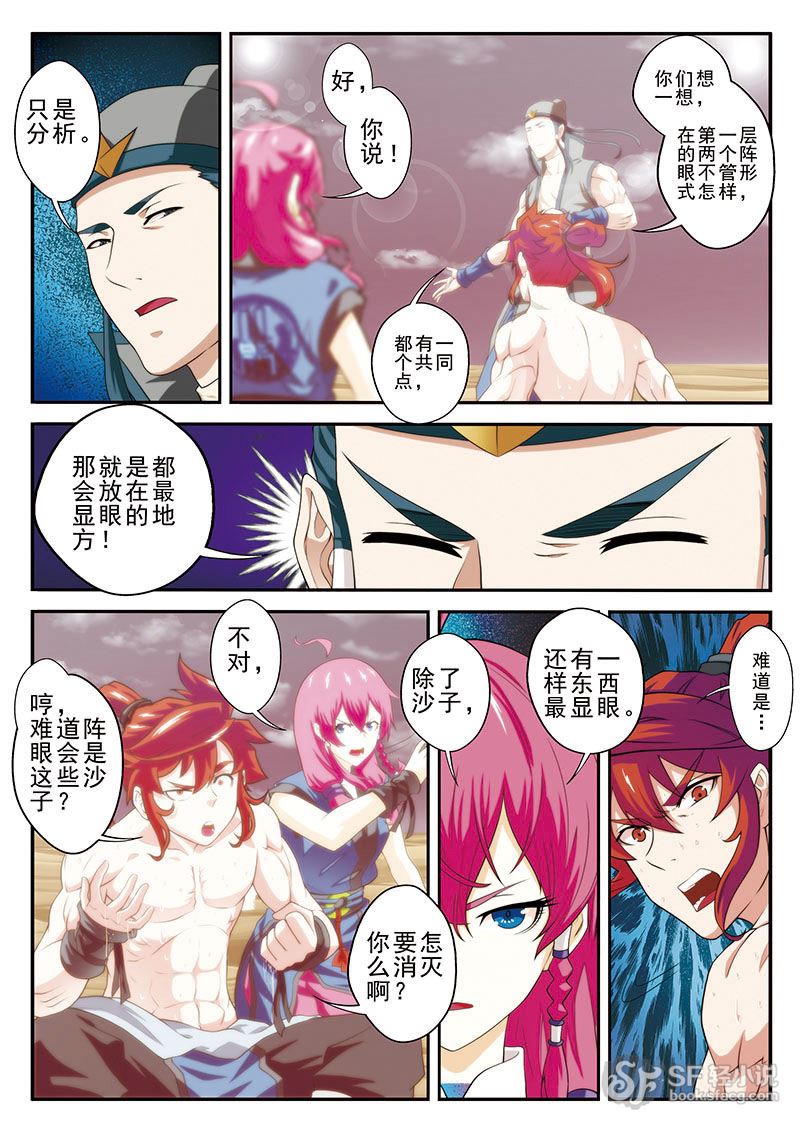 只是
分析。
好，
你说！
你们想
一想，
在第一层
的两个阵
眼不管形
式怎样，
都有一
个共同
点，
那就是都
会放在最
显眼的地
方！
哼，
难道阵
眼会是
这些沙
子？
不对，
你要怎
么消灭
啊？
除了
沙子，
还有一
样东西
最显眼。
难道是…
SF轻小说
book.sfacg.com